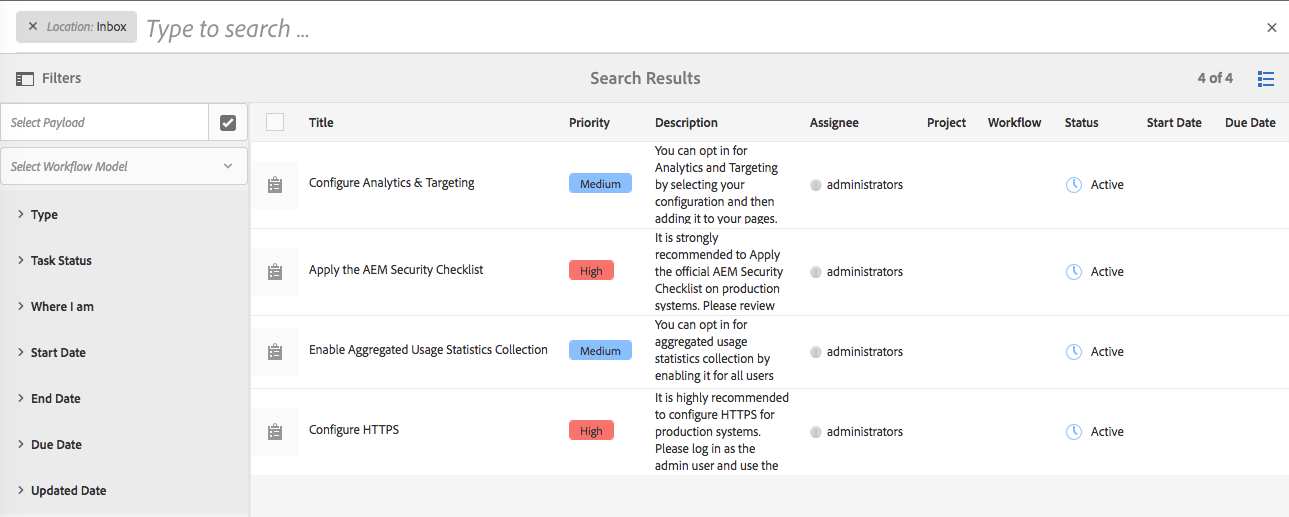 ✕ Location: Inbox Type to search ... ✕
Filters Search Results 4 of 4
Select Payload
Select Workflow Model
Type
Task Status
Where I am
Start Date
End Date
Due Date
Updated Date
Title Priority Description Assignee Project Workflow Status Start Date Due Date
Configure Analytics & Targeting
Medium
You can opt in for
Analytics and Targeting
by selecting your
configuration and then
adding it to your pages.
administrators
Active
Apply the AEM Security Checklist
High
It is strongly
recommended to Apply
the official AEM Security
Checklist on production
systems. Please review
administrators
Active
Enable Aggregated Usage Statistics Collection
Medium
You can opt in for
aggregated usage
statistics collection by
enabling it for all users
administrators
Active
Configure HTTPS
High
It is highly recommended
to configure HTTPS for
production systems.
Please log in as the
admin user and use the
administrators
Active